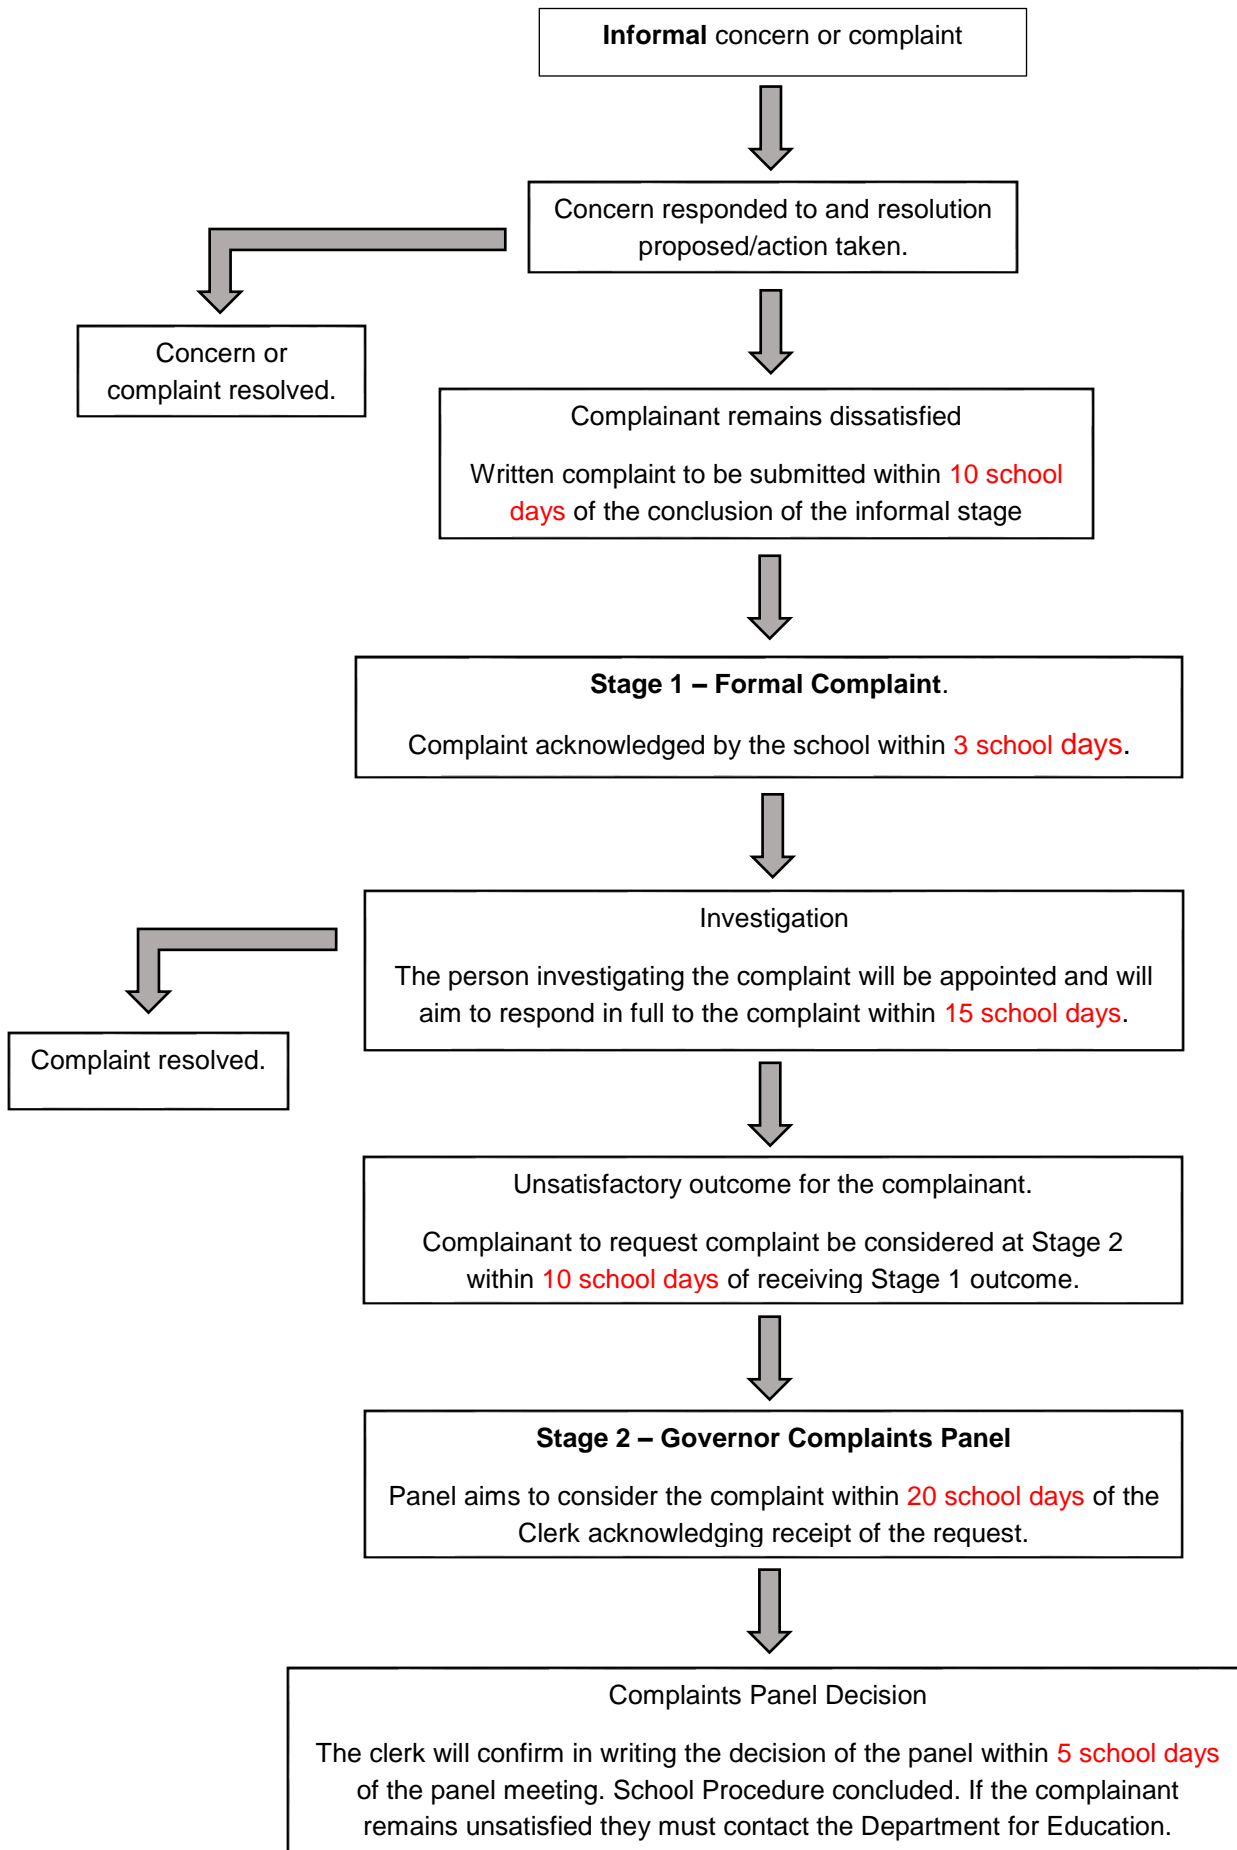 Informal concern or complaint
Concern responded to and resolution
proposed/action taken.
Concern or
complaint resolved.
Complainant remains dissatisfied
Written complaint to be submitted within 10 school
days of the conclusion of the informal stage
Stage 1 – Formal Complaint.
Complaint acknowledged by the school within 3 school days.
Investigation
The person investigating the complaint will be appointed and will
aim to respond in full to the complaint within 15 school days.
Complaint resolved.
Unsatisfactory outcome for the complainant.
Complainant to request complaint be considered at Stage 2
within 10 school days of receiving Stage 1 outcome.
Stage 2 – Governor Complaints Panel
Panel aims to consider the complaint within 20 school days of the
Clerk acknowledging receipt of the request.
Complaints Panel Decision
The clerk will confirm in writing the decision of the panel within 5 school days
of the panel meeting. School Procedure concluded. If the complainant
remains unsatisfied they must contact the Department for Education.